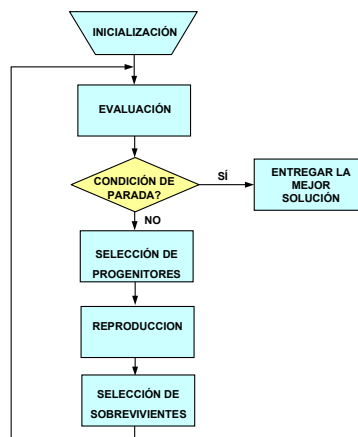 INICIALIZACIÓN
EVALUACIÓN
CONDICIÓN DE
PARADA?
SÍ
ENTREGAR LA
MEJOR
SOLUCIÓN
NO
SELECCIÓN DE
PROGENITORES
REPRODUCCION
SELECCIÓN DE
SOBREVIVIENTES